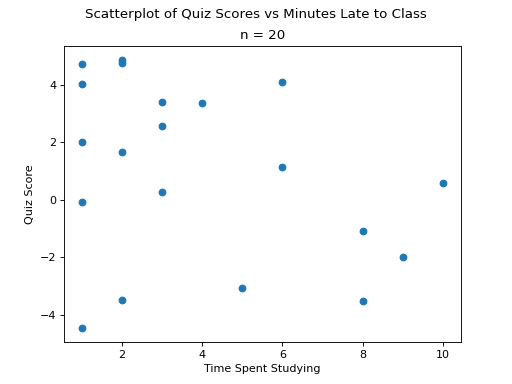 Scatterplot of Quiz Scores vs Minutes Late to Class
n = 20
4
2
0
−2
−4
Quiz Score
2 4 6 8 10
Time Spent Studying